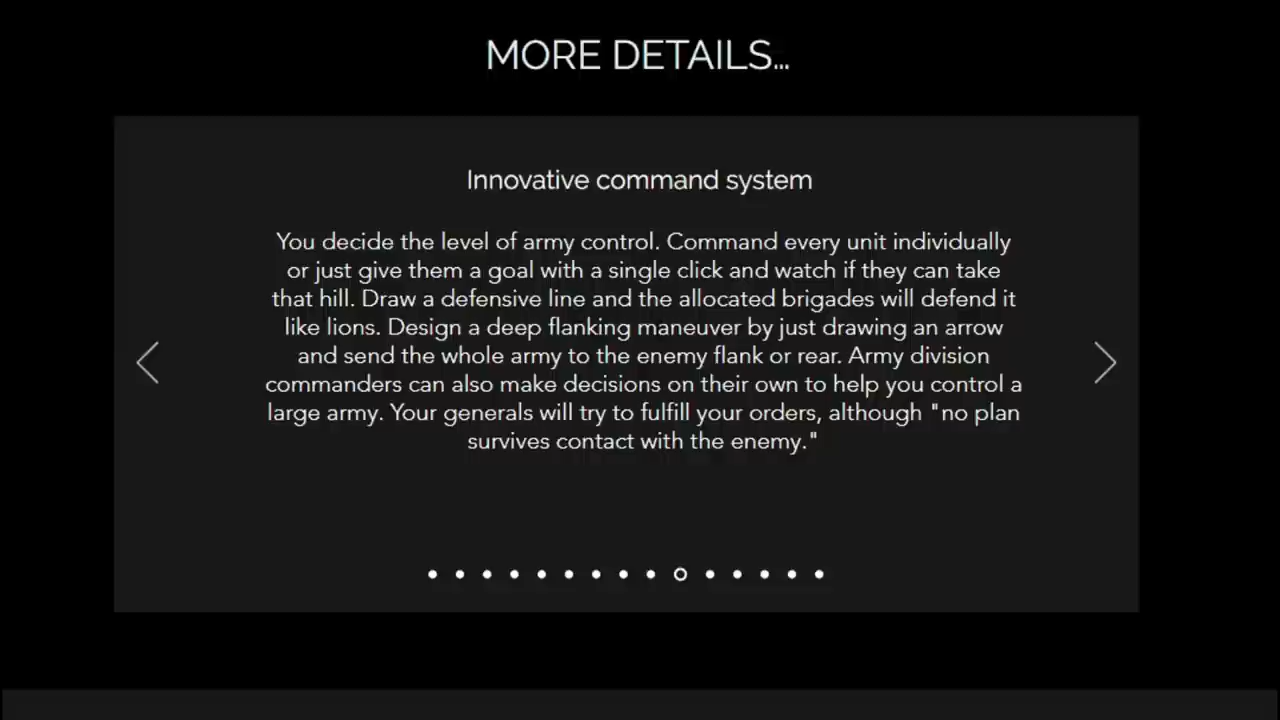 MORE DETAILS...
Innovative command system
You decide the level of army control. Command every unit individually
or just give them a goal with a single click and watch if they can take
that hill. Draw a defensive line and the allocated brigades will defend it
like lions. Design a deep flanking maneuver by just drawing an arrow
and send the whole army to the enemy flank or rear. Army division
commanders can also make decisions on their own to help you control a
large army. Your generals will try to fulfill your orders, although "no plan
survives contact with the enemy."